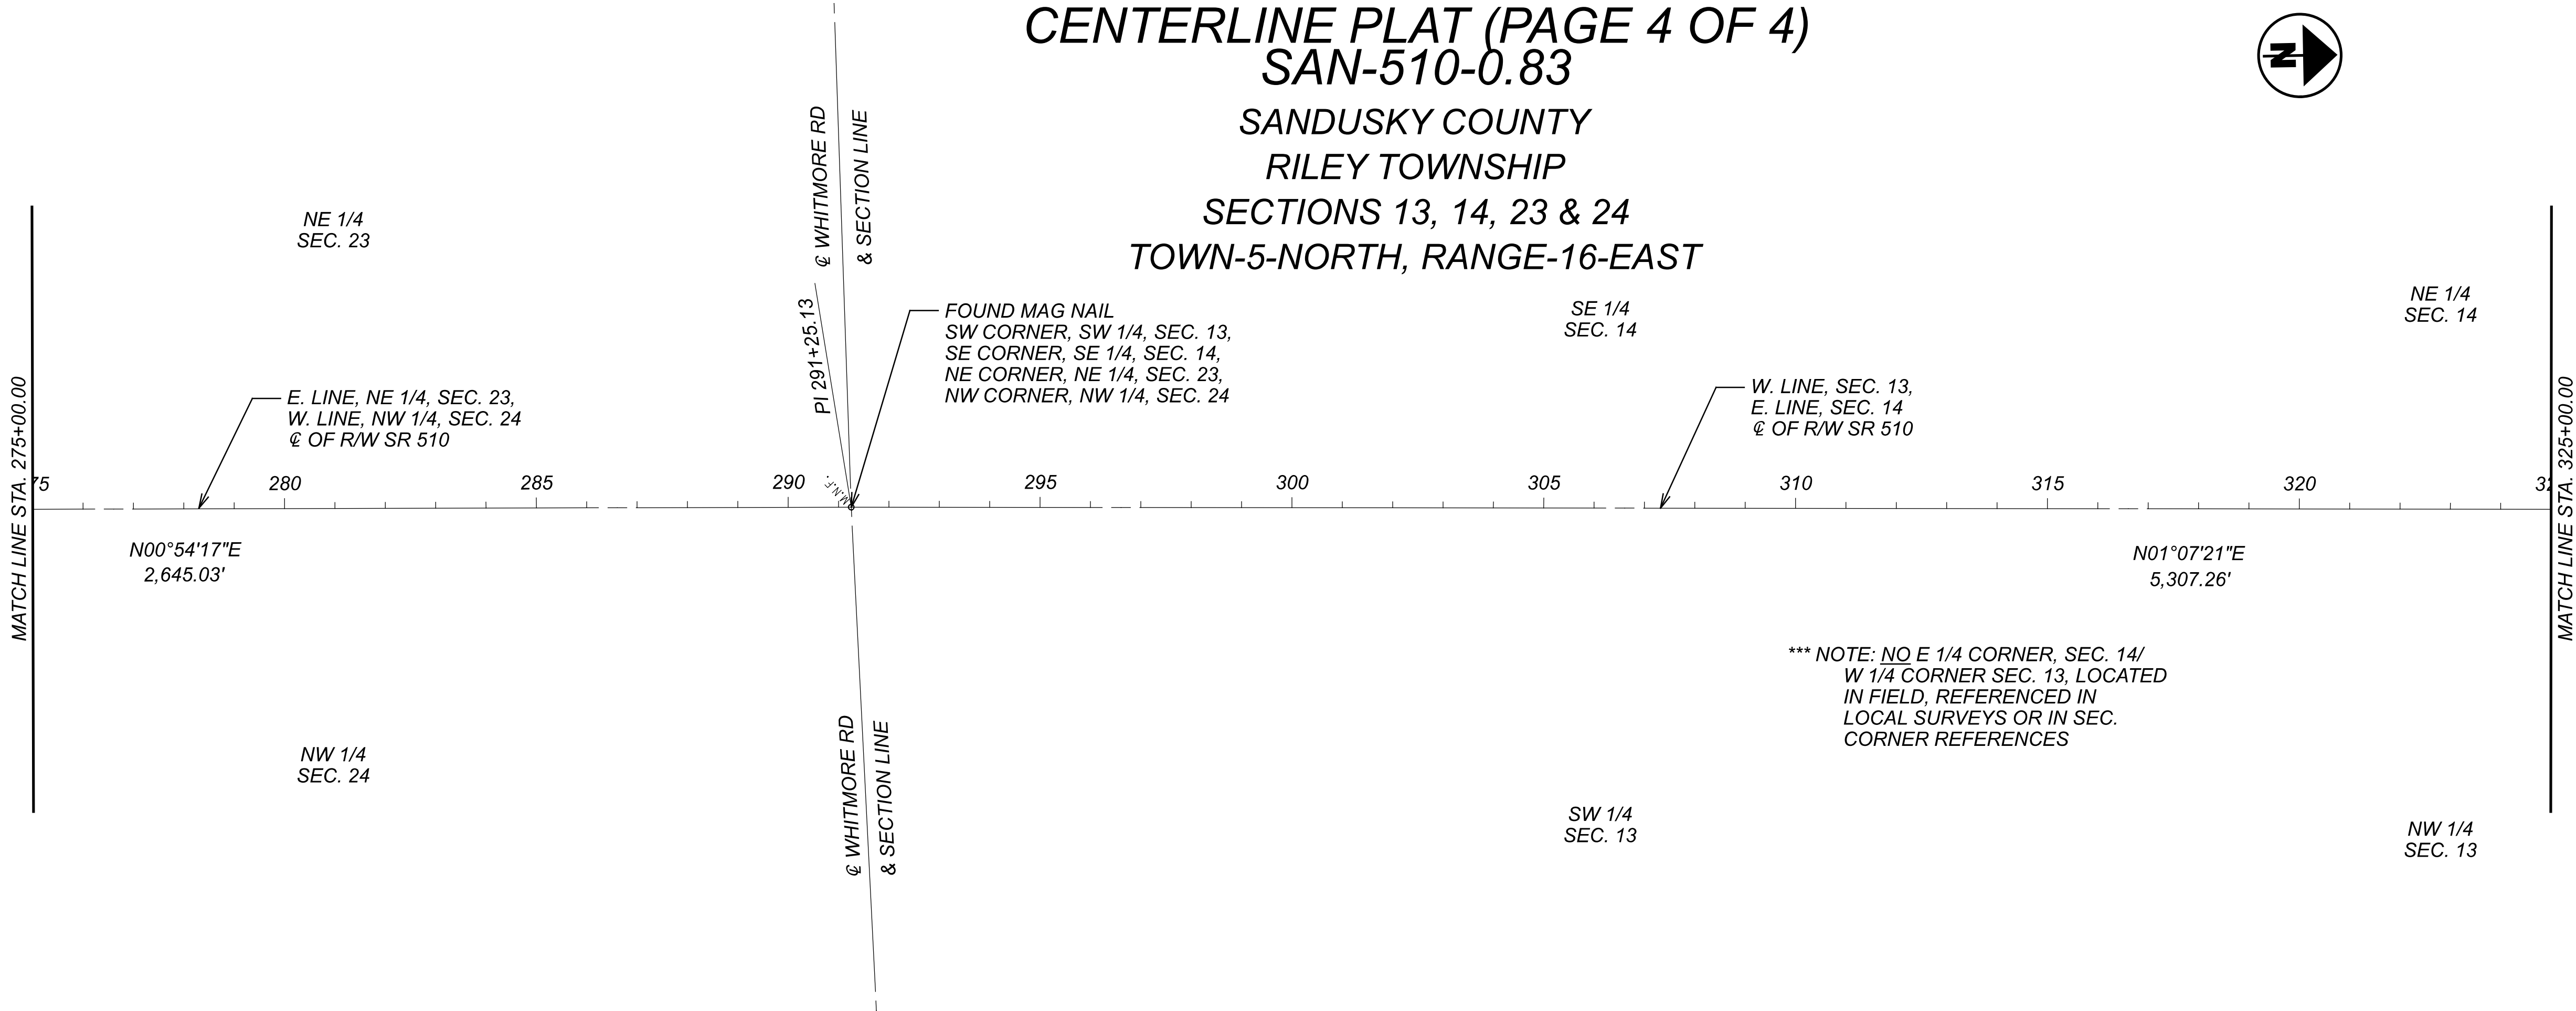 CENTERLINE PLAT (PAGE 4 OF 4)
SAN-510-0.83
SANDUSKY COUNTY
RILEY TOWNSHIP
SECTIONS 13, 14, 23 & 24
TOWN-5-NORTH, RANGE-16-EAST
N
MATCH LINE STA. 275+00.00
NE 1/4
SEC. 23
E. LINE, NE 1/4, SEC. 23,
W. LINE, NW 1/4, SEC. 24
℄ OF R/W SR 510
℄ WHITMORE RD
& SECTION LINE
PI 291+25.13
M.N.F.
FOUND MAG NAIL
SW CORNER, SW 1/4, SEC. 13,
SE CORNER, SE 1/4, SEC. 14,
NE CORNER, NE 1/4, SEC. 23,
NW CORNER, NW 1/4, SEC. 24
SE 1/4
SEC. 14
NE 1/4
SEC. 14
W. LINE, SEC. 13,
E. LINE, SEC. 14
℄ OF R/W SR 510
75 280 285 290 295 300 305 310 315 320 32
MATCH LINE STA. 325+00.00
N00°54'17"E
2,645.03'
N01°07'21"E
5,307.26'
*** NOTE: NO E 1/4 CORNER, SEC. 14/
W 1/4 CORNER SEC. 13, LOCATED
IN FIELD, REFERENCED IN
LOCAL SURVEYS OR IN SEC.
CORNER REFERENCES
NW 1/4
SEC. 24
℄ WHITMORE RD
& SECTION LINE
SW 1/4
SEC. 13
NW 1/4
SEC. 13